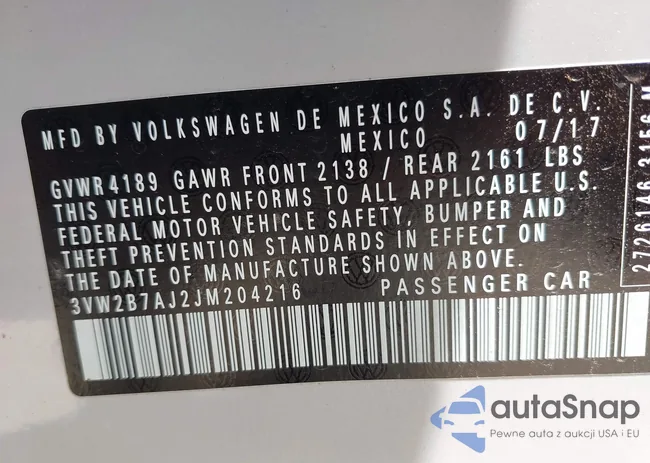 MFD BY VOLKSWAGEN DE MEXICO S.A. DE C.V.
MEXICO 07/17
GVWR 4189 GAWR FRONT 2138 / REAR 2161 LBS
THIS VEHICLE CONFORMS TO ALL APPLICABLE U.S.
FEDERAL MOTOR VEHICLE SAFETY, BUMPER AND
THEFT PREVENTION STANDARDS IN EFFECT ON
THE DATE OF MANUFACTURE SHOWN ABOVE.
3VW2B7AJ2JM204216 PASSENGER CAR
2726146 3156 M
autaSnap
Pewne auta z aukcji USA i EU